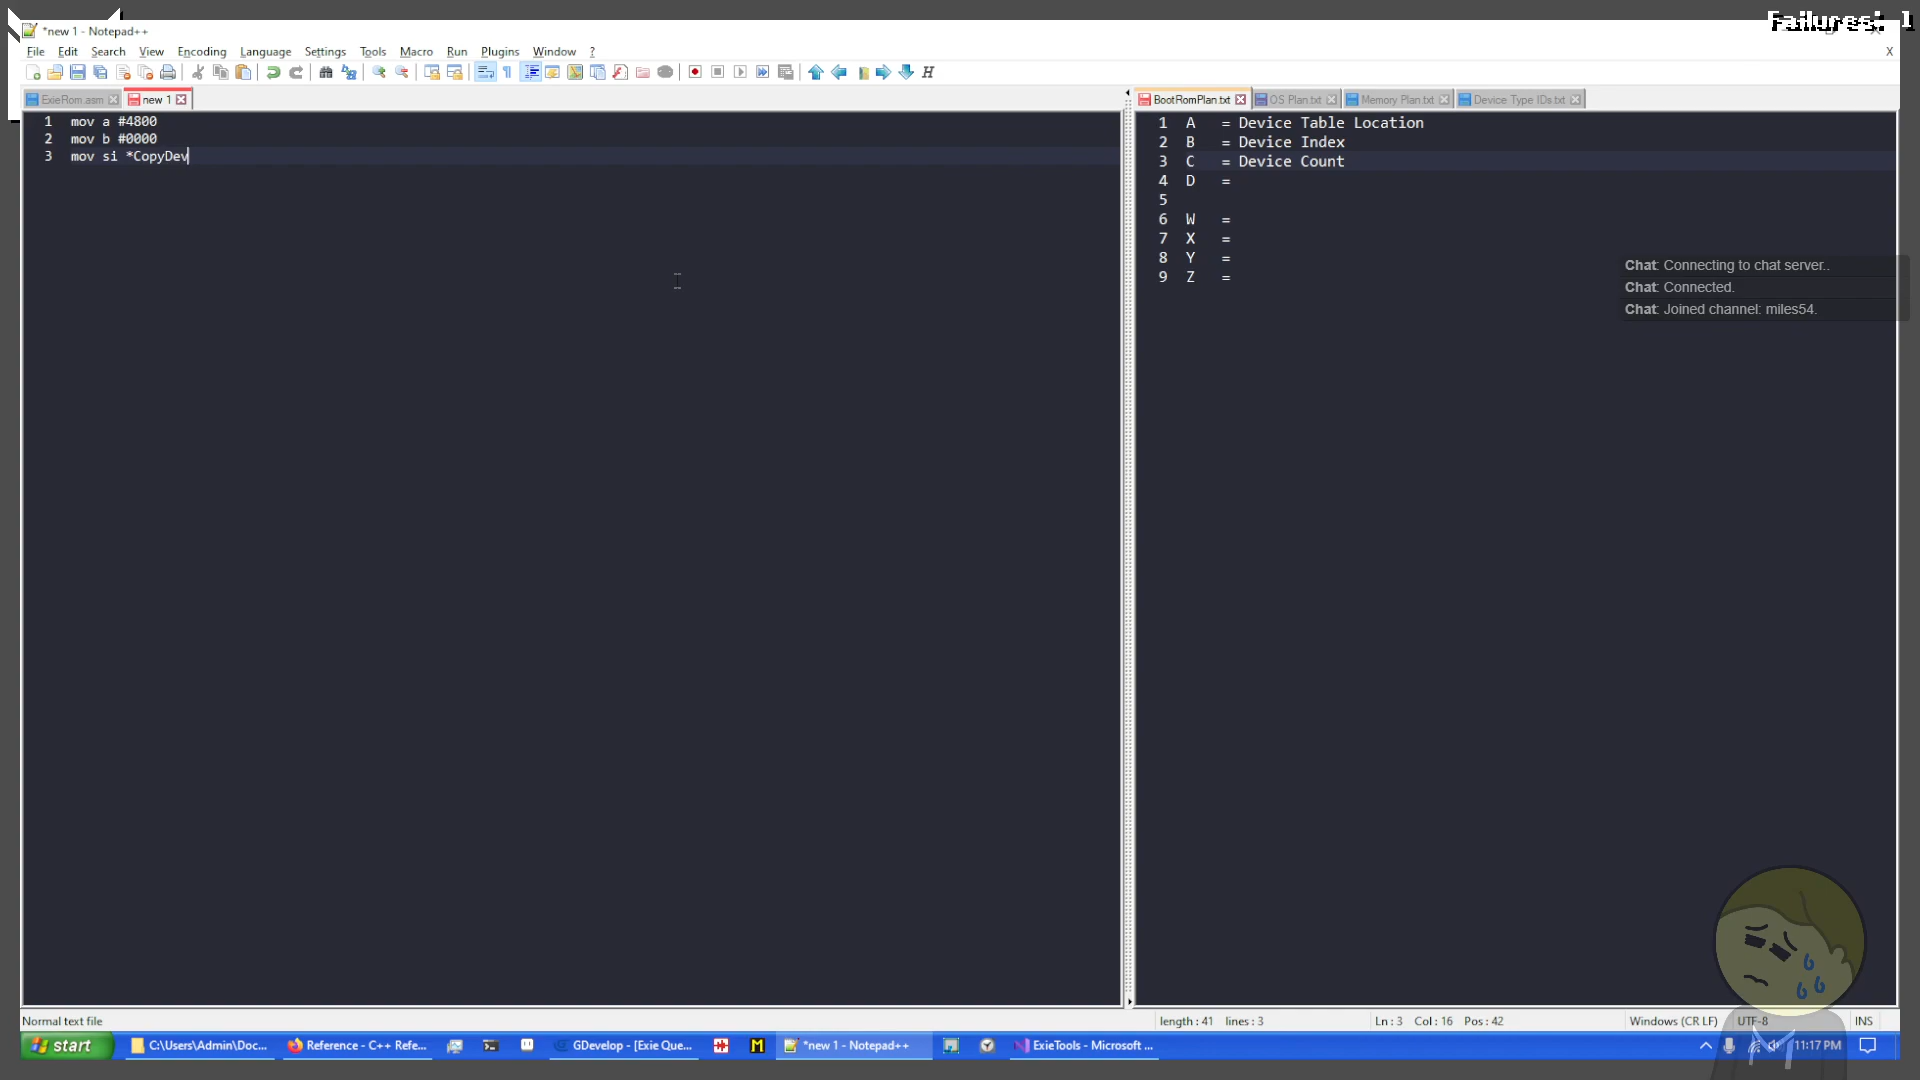 *new 1 - Notepad++
Failures: 1
File Edit Search View Encoding Language Settings Tools Macro Run Plugins Window ?
X
ExieRom.asm
new 1
BootRomPlan.txt
OS Plan.txt
Memory Plan.txt
Device Type IDs.txt
1 mov a #4800
2 mov b #0000
3 mov si *CopyDev
1 A = Device Table Location
2 B = Device Index
3 C = Device Count
4 D =
5
6 W =
7 X =
8 Y =
9 Z =
Chat: Connecting to chat server..
Chat: Connected.
Chat: Joined channel: miles54.
Normal text file
length : 41 lines : 3
Ln : 3 Col : 16 Pos : 42
Windows (CR LF)
UTF-8
INS
start
C:\Users\Admin\Doc...
Reference - C++ Refe...
GDevelop - [Exie Que...
*new 1 - Notepad++
ExieTools - Microsoft ...
11:17 PM